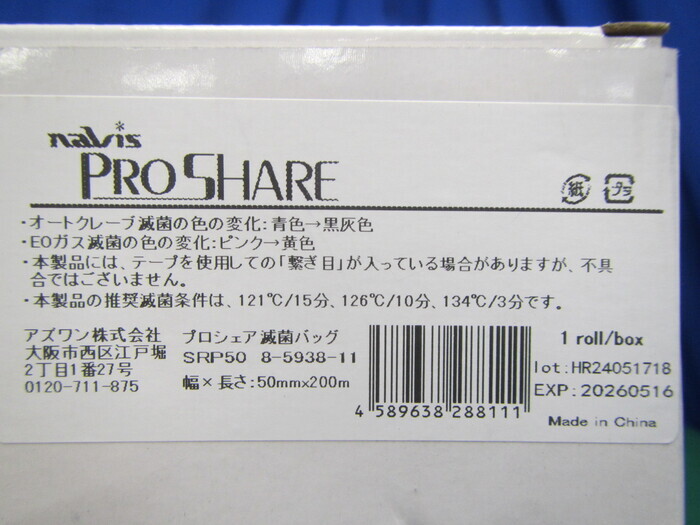 navis
PROSHARE
紙 プラ
・オートクレーブ滅菌の色の変化:青色→黒灰色
・EOガス滅菌の色の変化:ピンク→黄色
・本製品には、テープを使用しての「繋ぎ目」が入っている場合がありますが、不具
合ではございません。
・本製品の推奨滅菌条件は、121℃/15分、126℃/10分、134℃/3分です。
アズワン株式会社
大阪市西区江戸堀
2丁目1番27号
0120-711-875
プロシェア滅菌バッグ
SRP50 8-5938-11
幅×長さ:50mm×200m
4 589638 288111
1 roll/box
lot:HR24051718
EXP:20260516
Made in China